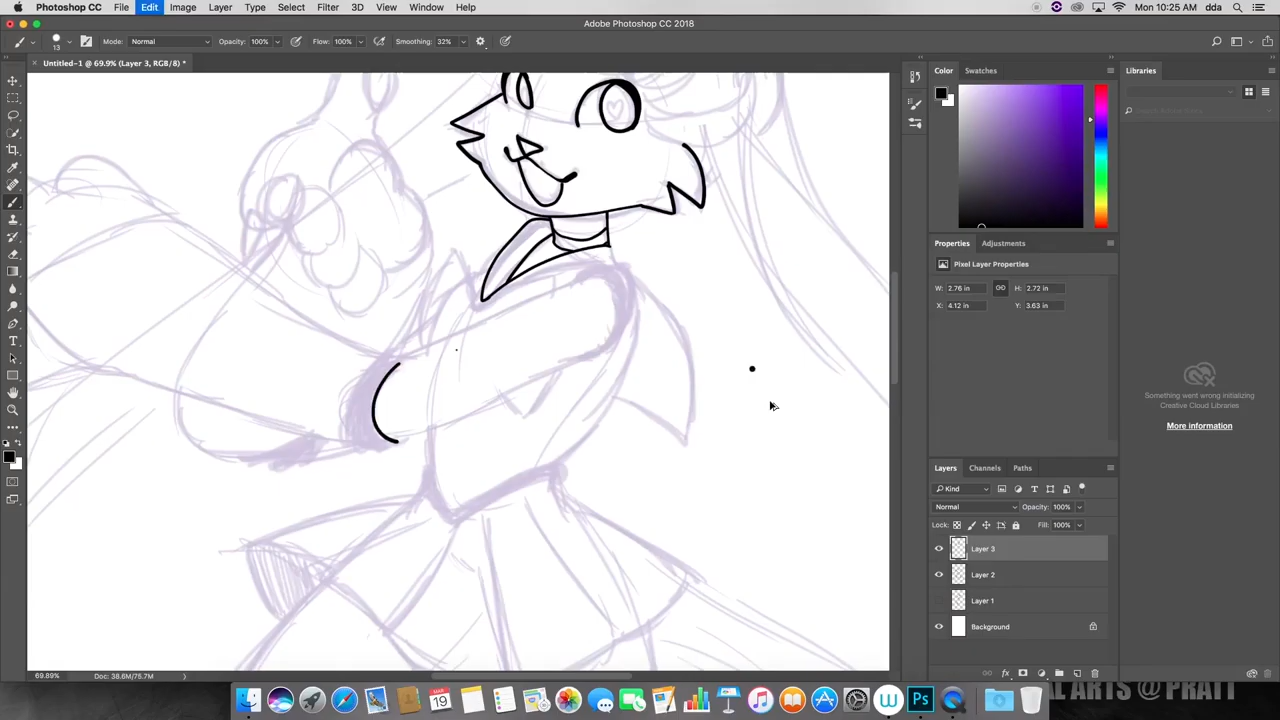 Photoshop CC File Edit Image Layer Type Select Filter 3D View Window Help Mon 10:25 AM dda
Adobe Photoshop CC 2018
13 Mode: Normal Opacity: 100% Flow: 100% Smoothing: 32%
Untitled-1 @ 69.9% (Layer 3, RGB/8) *
Color Swatches Libraries
Properties Adjustments
Pixel Layer Properties
W: 2.76 in H: 2.72 in
X: 4.12 in Y: 3.63 in
Something went wrong initializing
Creative Cloud Libraries
More information
Layers Channels Paths
Kind
Normal Opacity: 100%
Lock: Fill: 100%
Layer 3
Layer 2
Layer 1
Background
69.89% Doc: 38.6M/75.7M
MAR
19
Ps
AL ARTS @ PRATT